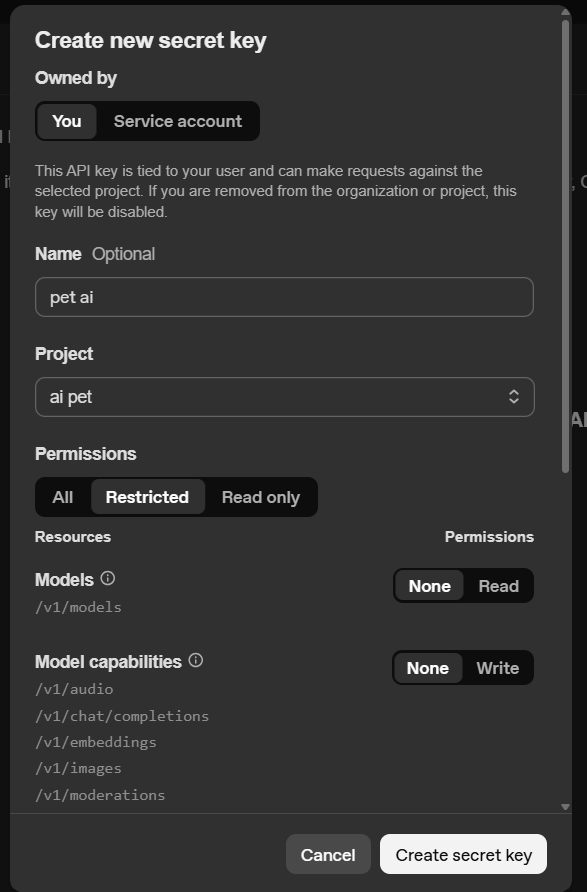 Create new secret key
Owned by
You
Service account
This API key is tied to your user and can make requests against the
selected project. If you are removed from the organization or project, this
key will be disabled.
Name Optional
pet ai
Project
ai pet
Permissions
All
Restricted
Read only
Resources
Permissions
Models
None
Read
/v1/models
Model capabilities
None
Write
/v1/audio
/v1/chat/completions
/v1/embeddings
/v1/images
/v1/moderations
Cancel
Create secret key